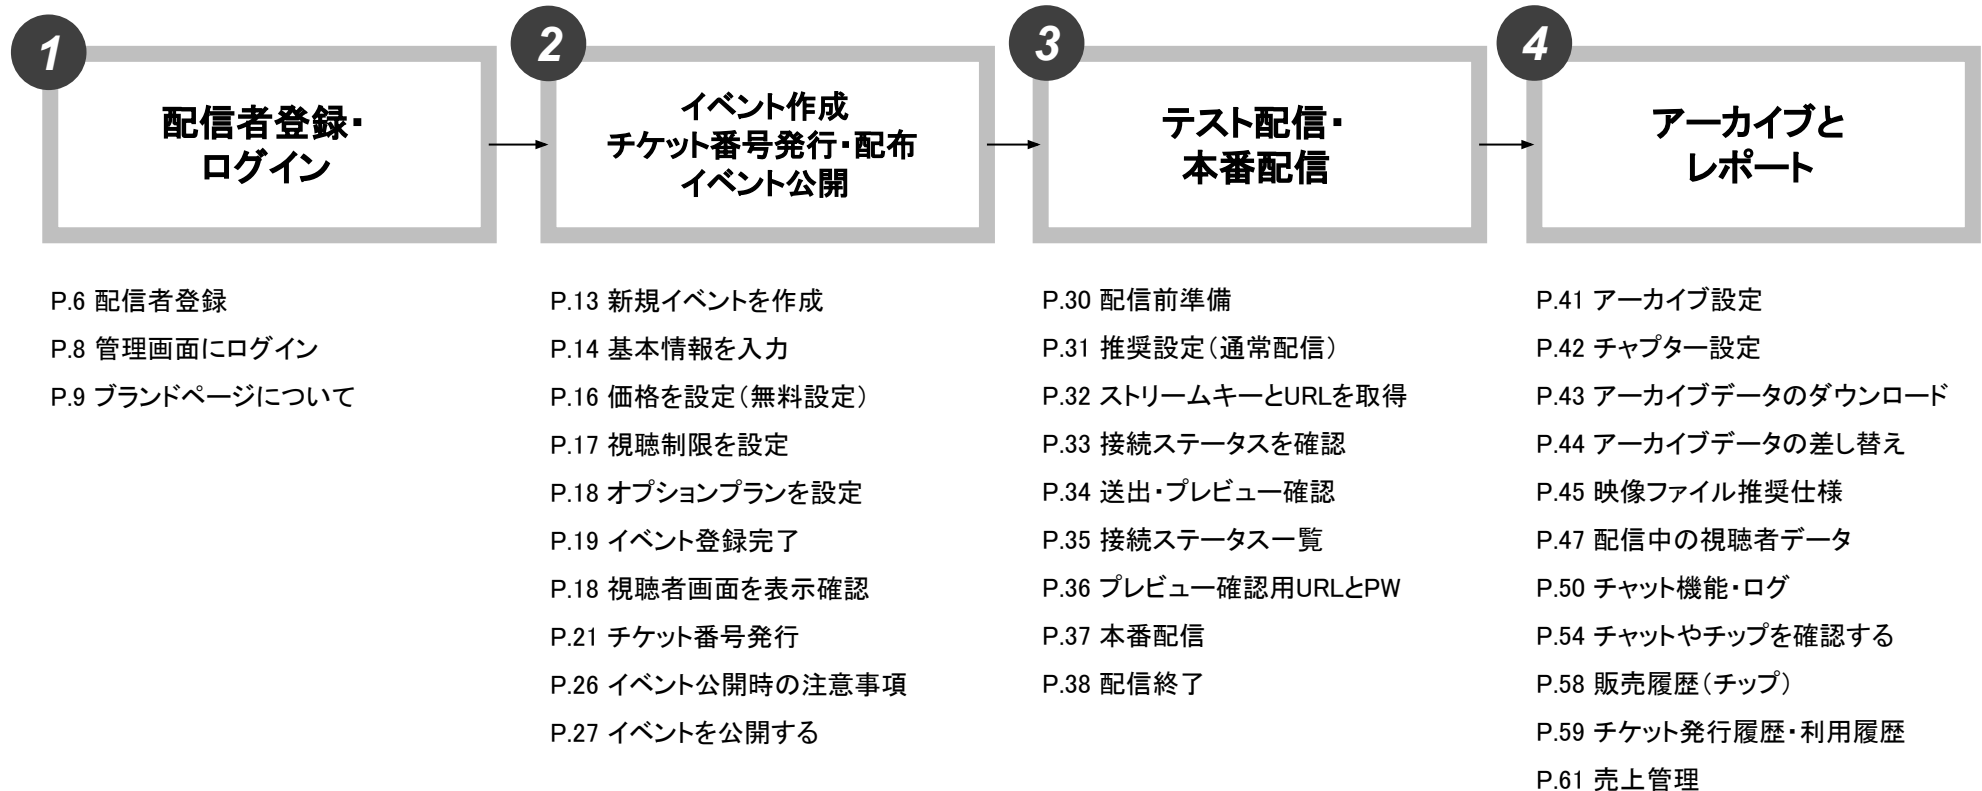 1
配信者登録・
ログイン
P.6 配信者登録
P.8 管理画面にログイン
P.9 ブランドページについて
2
イベント作成
チケット番号発行・配布
イベント公開
P.13 新規イベントを作成
P.14 基本情報を入力
P.16 価格を設定（無料設定）
P.17 視聴制限を設定
P.18 オプションプランを設定
P.19 イベント登録完了
P.18 視聴者画面を表示確認
P.21 チケット番号発行
P.26 イベント公開時の注意事項
P.27 イベントを公開する
3
テスト配信・
本番配信
P.30 配信前準備
P.31 推奨設定（通常配信）
P.32 ストリームキーとURLを取得
P.33 接続ステータスを確認
P.34 送出・プレビュー確認
P.35 接続ステータス一覧
P.36 プレビュー確認用URLとPW
P.37 本番配信
P.38 配信終了
4
アーカイブと
レポート
P.41 アーカイブ設定
P.42 チャプター設定
P.43 アーカイブデータのダウンロード
P.44 アーカイブデータの差し替え
P.45 映像ファイル推奨仕様
P.47 配信中の視聴者データ
P.50 チャット機能・ログ
P.54 チャットやチップを確認する
P.58 販売履歴（チップ）
P.59 チケット発行履歴・利用履歴
P.61 売上管理